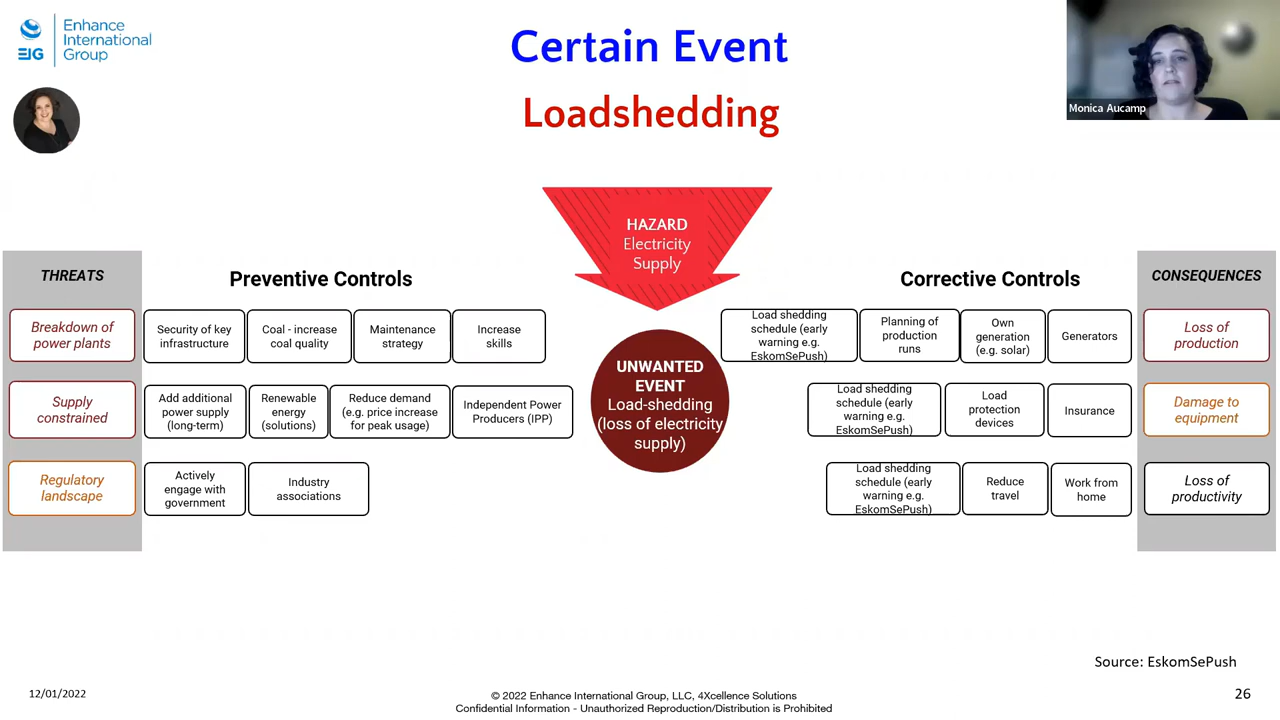 EIG
Enhance
International
Group
Certain Event
Loadshedding
Monica Aucamp
HAZARD
Electricity
Supply
THREATS
Preventive Controls
Corrective Controls
CONSEQUENCES
Breakdown of
power plants
Security of key
infrastructure
Coal - increase
coal quality
Maintenance
strategy
Increase
skills
Load shedding
schedule (early
warning e.g.
EskomSePush)
Planning of
production
runs
Own
generation
(e.g. solar)
Generators
Loss of
production
UNWANTED
EVENT
Load-shedding
(loss of electricity
supply)
Supply
constrained
Add additional
power supply
(long-term)
Renewable
energy
(solutions)
Reduce demand
(e.g. price increase
for peak usage)
Independent Power
Producers (IPP)
Load shedding
schedule (early
warning e.g.
EskomSePush)
Load
protection
devices
Insurance
Damage to
equipment
Regulatory
landscape
Actively
engage with
government
Industry
associations
Load shedding
schedule (early
warning e.g.
EskomSePush)
Reduce
travel
Work from
home
Loss of
productivity
Source: EskomSePush
12/01/2022
© 2022 Enhance International Group, LLC, 4Xcellence Solutions
Confidential Information - Unauthorized Reproduction/Distribution is Prohibited
26